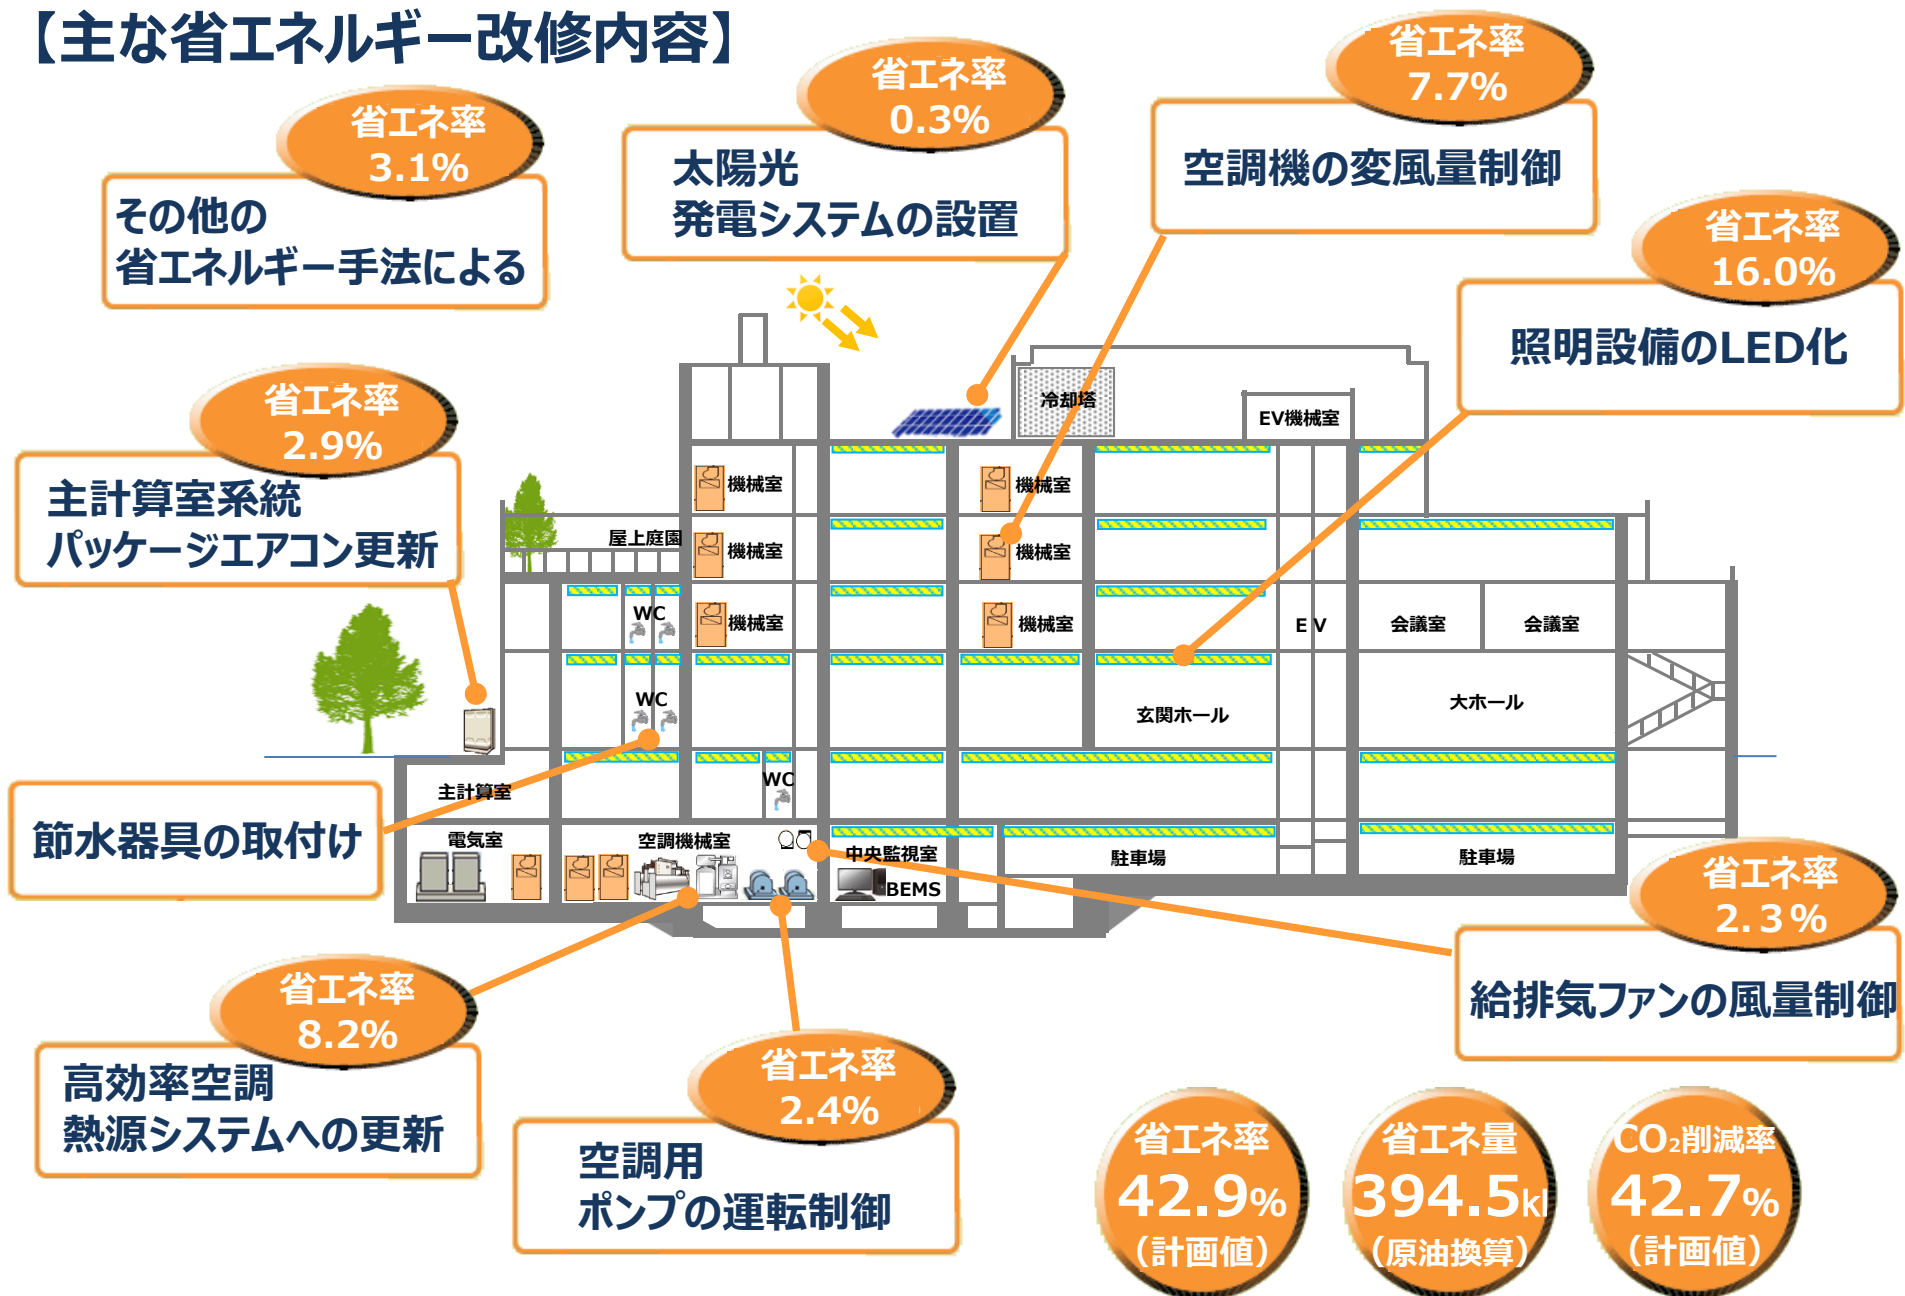 【主な省エネルギー改修内容】
省エネ率
3.1%
その他の
省エネルギー手法による
省エネ率
0.3%
太陽光
発電システムの設置
省エネ率
7.7%
空調機の変風量制御
省エネ率
16.0%
照明設備のLED化
省エネ率
2.9%
主計算室系統
パッケージエアコン更新
冷却塔
EV機械室
機械室
機械室
屋上庭園
機械室
機械室
WC
機械室
機械室
EV
会議室
会議室
WC
玄関ホール
大ホール
WC
主計算室
節水器具の取付け
電気室
空調機械室
中央監視室
BEMS
駐車場
駐車場
省エネ率
2.3%
給排気ファンの風量制御
省エネ率
8.2%
高効率空調
熱源システムへの更新
省エネ率
2.4%
空調用
ポンプの運転制御
省エネ率
42.9%
(計画値)
省エネ量
394.5kl
(原油換算)
CO₂削減率
42.7%
(計画値)